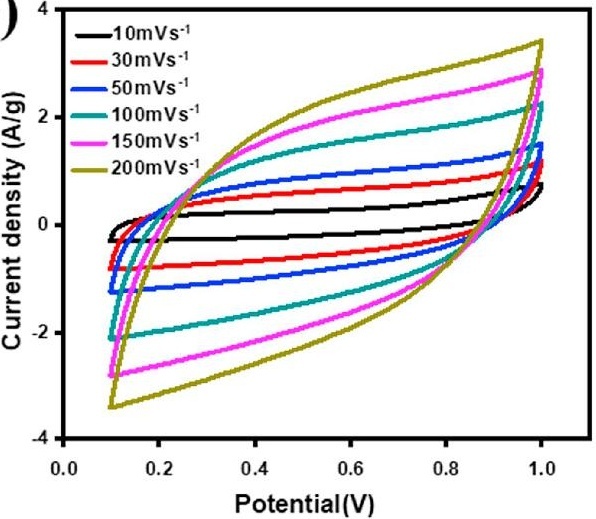 )
10mVs⁻¹
30mVs⁻¹
50mVs⁻¹
100mVs⁻¹
150mVs⁻¹
200mVs⁻¹
4
2
0
-2
-4
Current density (A/g)
0.0 0.2 0.4 0.6 0.8 1.0
Potential(V)